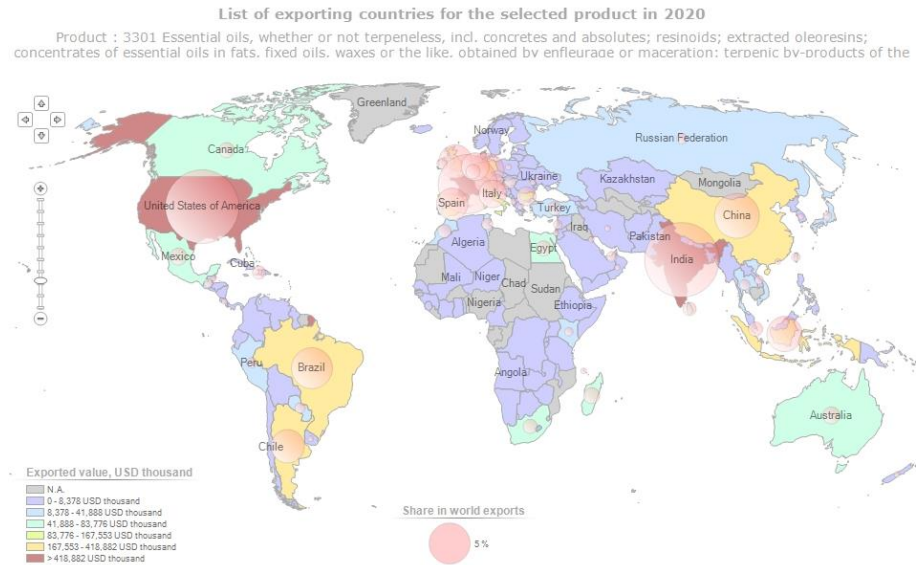 List of exporting countries for the selected product in 2020
Product : 3301 Essential oils, whether or not terpeneless, incl. concretes and absolutes; resinoids; extracted oleoresins;
concentrates of essential oils in fats, fixed oils, waxes or the like, obtained by enfleurage or maceration; terpenic by-products of the
Greenland
Norway
Russian Federation
Canada
Ukraine
Kazakhstan
Mongolia
United States of America
Spain
Italy
Turkey
China
Iraq
Pakistan
Mexico
Cuba
Algeria
Egypt
India
Mali
Niger
Chad
Sudan
Nigeria
Ethiopia
Peru
Brazil
Angola
Chile
Australia
Exported value, USD thousand
N.A.
0 - 8,378 USD thousand
8,378 - 41,888 USD thousand
41,888 - 83,776 USD thousand
83,776 - 167,553 USD thousand
167,553 - 418,882 USD thousand
> 418,882 USD thousand
Share in world exports
5%